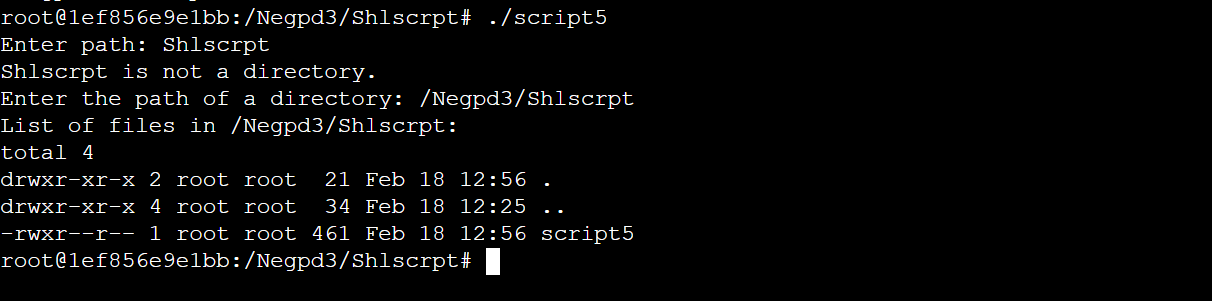 root@1ef856e9e1bb:/Negpd3/Shlscrpt# ./script5
Enter path: Shlscrpt
Shlscrpt is not a directory.
Enter the path of a directory: /Negpd3/Shlscrpt
List of files in /Negpd3/Shlscrpt:
total 4
drwxr-xr-x 2 root root  21 Feb 18 12:56 .
drwxr-xr-x 4 root root  34 Feb 18 12:25 ..
-rwxr--r-- 1 root root 461 Feb 18 12:56 script5
root@1ef856e9e1bb:/Negpd3/Shlscrpt#